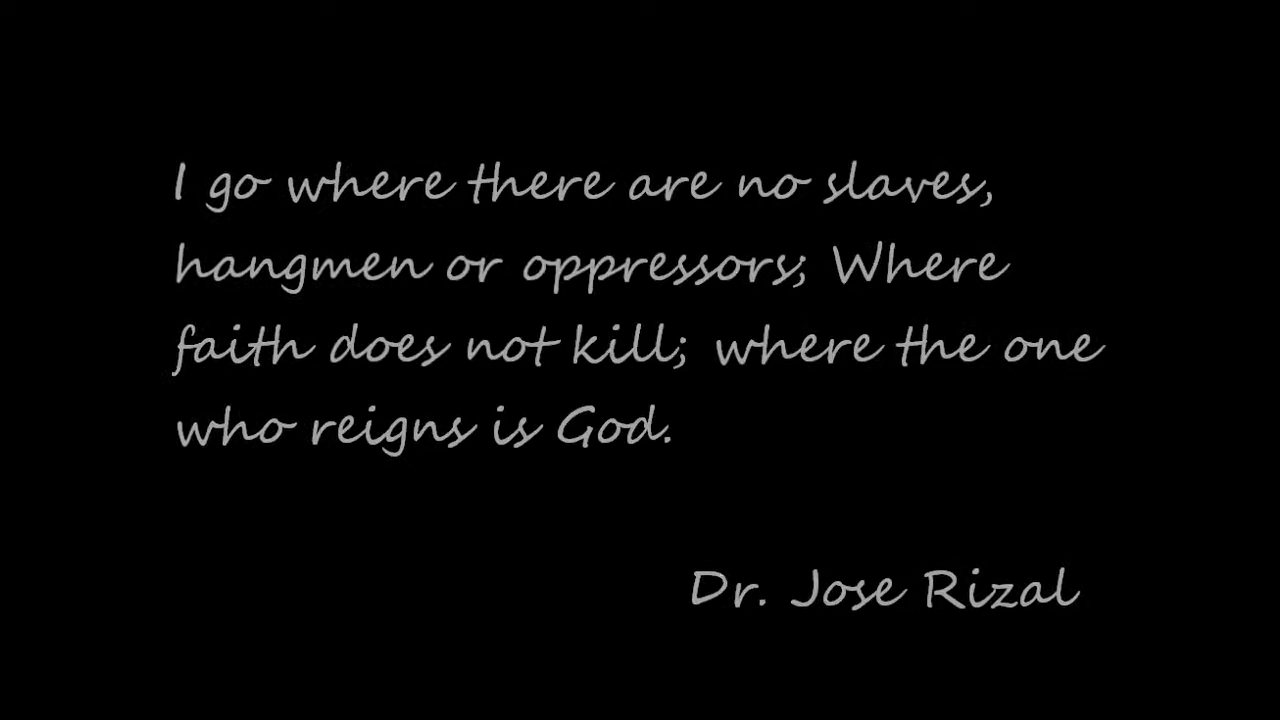 I go where there are no slaves,
hangmen or oppressors; Where
faith does not kill; where the one
who reigns is God.
Dr. Jose Rizal